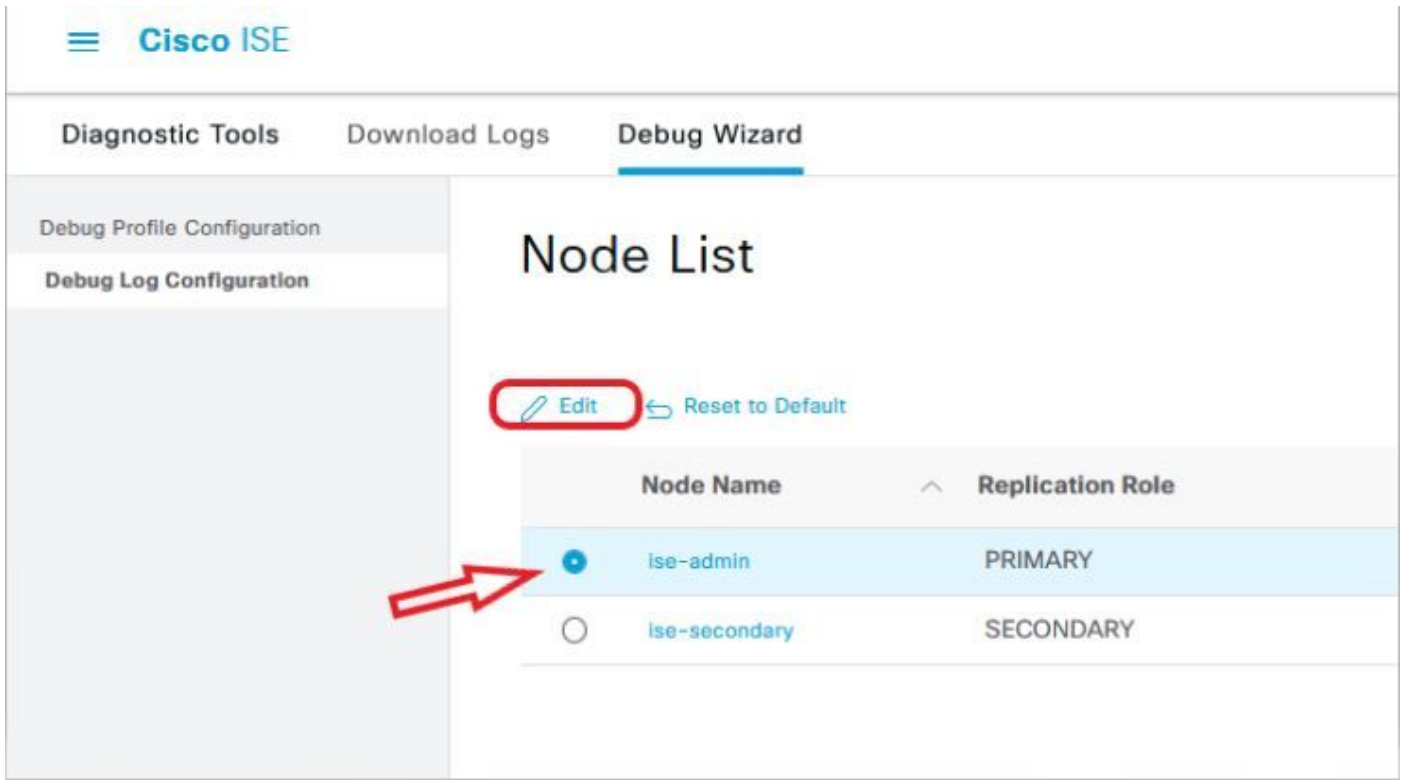 Cisco ISE
Diagnostic Tools Download Logs Debug Wizard
Debug Profile Configuration
Debug Log Configuration
Node List
Edit Reset to Default
Node Name Replication Role
ise-admin PRIMARY
ise-secondary SECONDARY